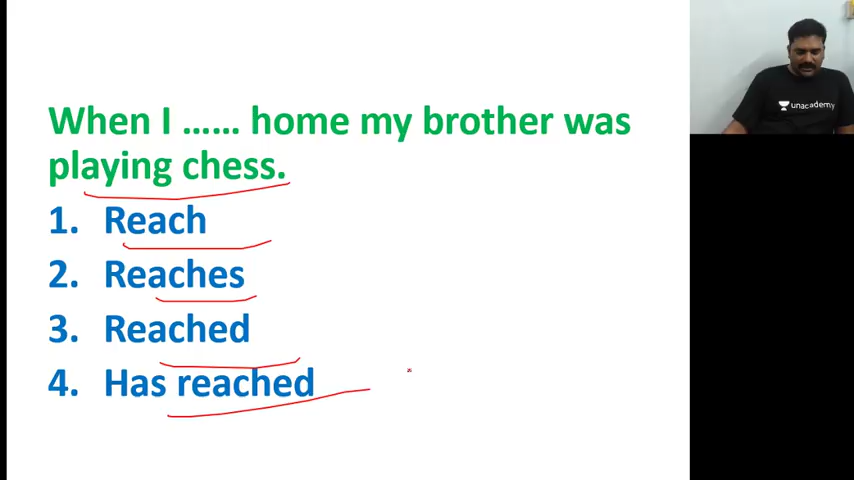 When I ...... home my brother was
playing chess.
1. Reach
2. Reaches
3. Reached
4. Has reached
unacademy